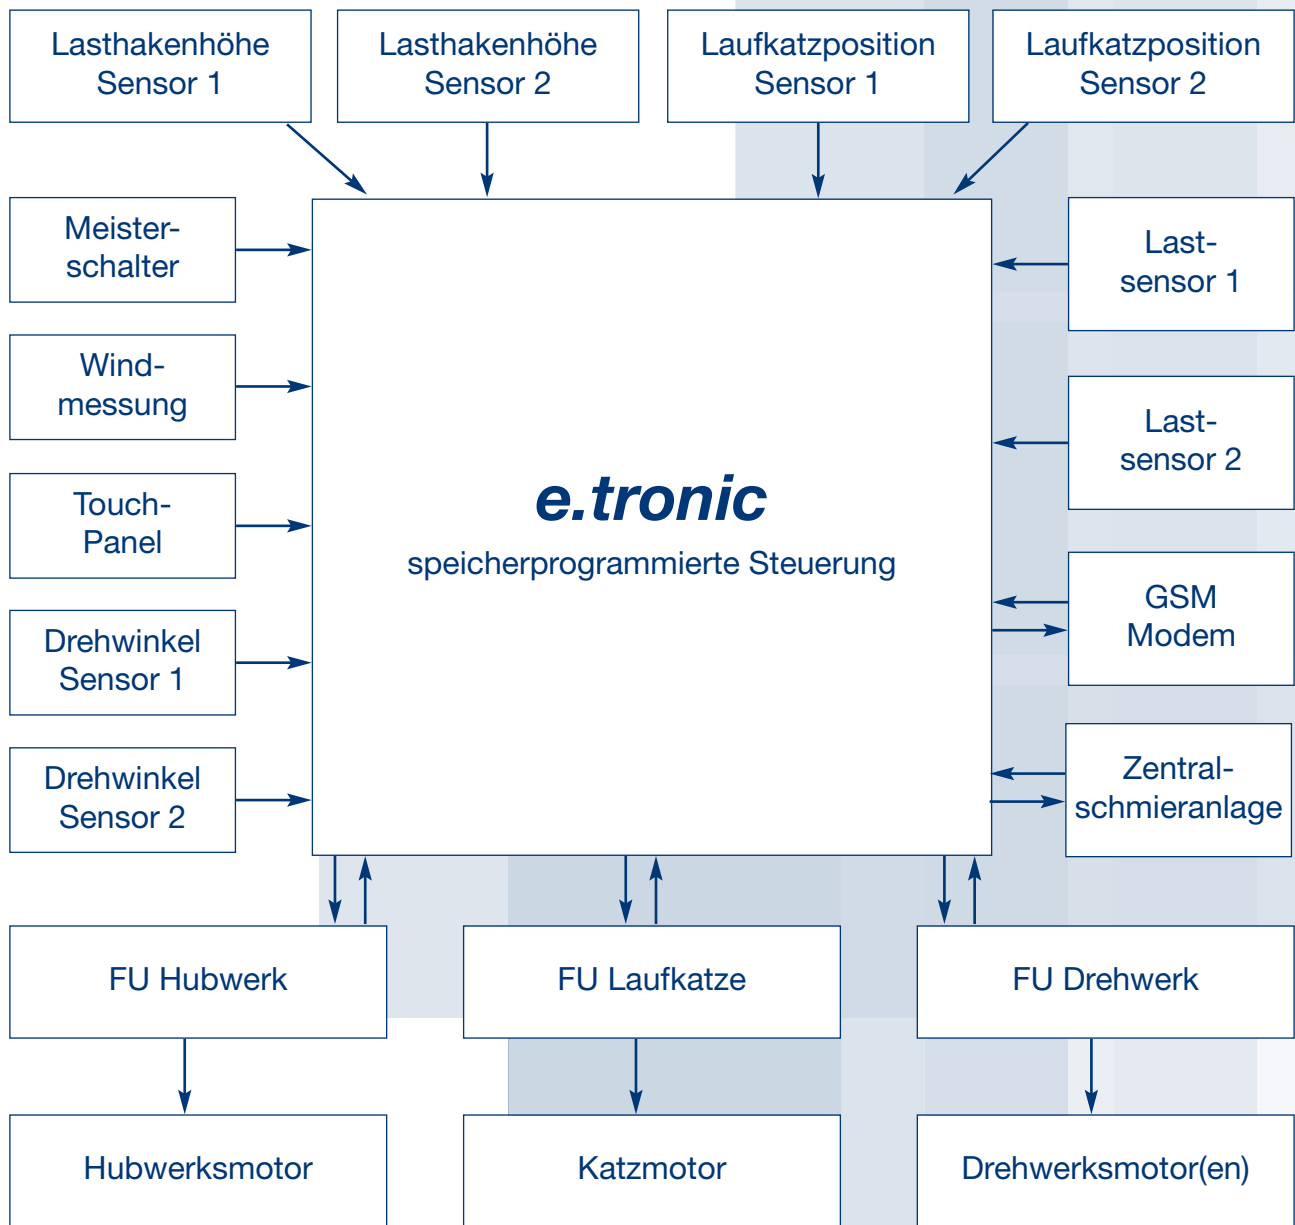 Lasthakenhöhe
Sensor 1
Lasthakenhöhe
Sensor 2
Laufkatzposition
Sensor 1
Laufkatzposition
Sensor 2
Meister-
schalter
Wind-
messung
Touch-
Panel
Drehwinkel
Sensor 1
Drehwinkel
Sensor 2
e.tronic
speicherprogrammierte Steuerung
Last-
sensor 1
Last-
sensor 2
GSM
Modem
Zentral-
schmieranlage
FU Hubwerk
FU Laufkatze
FU Drehwerk
Hubwerksmotor
Katzmotor
Drehwerksmotor(en)